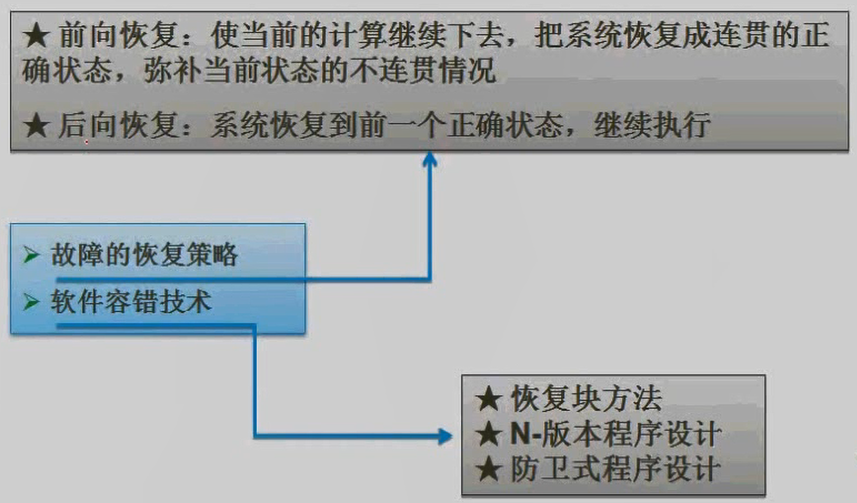 ★ 前向恢复：使当前的计算继续下去，把系统恢复成连贯的正
确状态，弥补当前状态的不连贯情况
★ 后向恢复：系统恢复到前一个正确状态，继续执行
➢ 故障的恢复策略
➢ 软件容错技术
★ 恢复块方法
★ N-版本程序设计
★ 防卫式程序设计